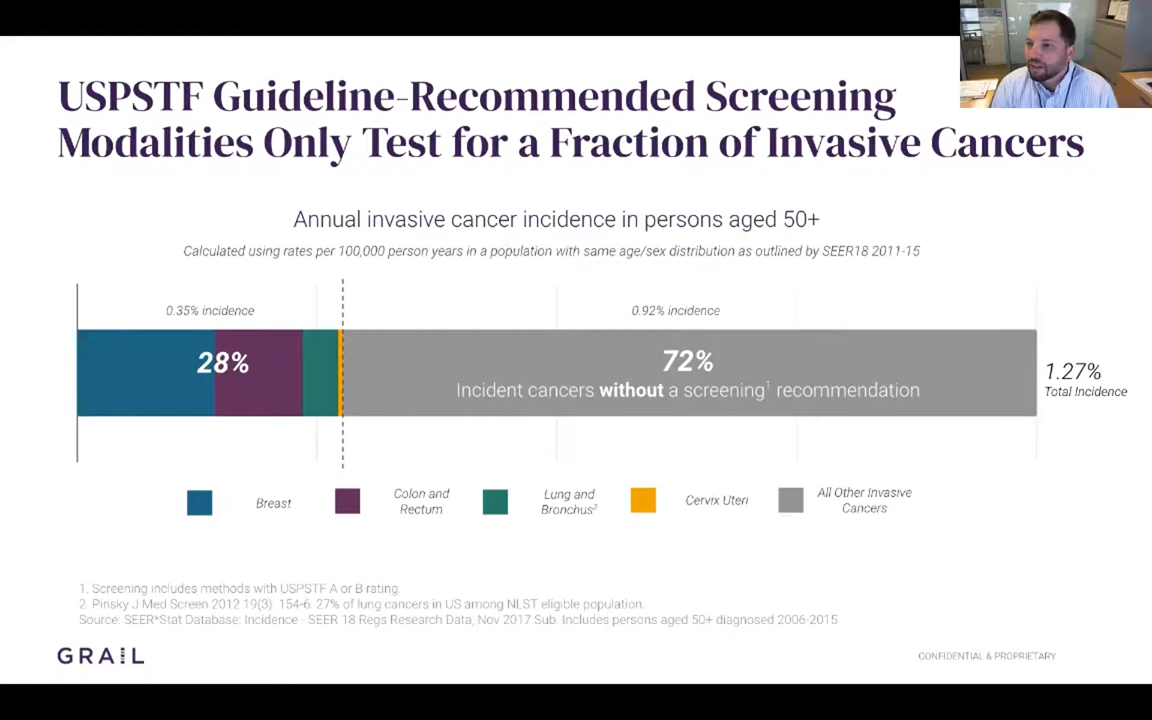 USPSTF Guideline-Recommended Screening
Modalities Only Test for a Fraction of Invasive Cancers
Annual invasive cancer incidence in persons aged 50+
Calculated using rates per 100,000 person years in a population with same age/sex distribution as outlined by SEER18 2011-15
0.35% incidence
0.92% incidence
28%
72%
Incident cancers without a screening¹ recommendation
1.27%
Total Incidence
Breast
Colon and
Rectum
Lung and
Bronchus²
Cervix Uteri
All Other Invasive
Cancers
1. Screening includes methods with USPSTF A or B rating.
2. Pinsky J Med Screen 2012 19(3): 154-6: 27% of lung cancers in US among NLST eligible population.
Source: SEER*Stat Database: Incidence - SEER 18 Regs Research Data, Nov 2017 Sub. Includes persons aged 50+ diagnosed 2006-2015
GRAIL
CONFIDENTIAL & PROPRIETARY